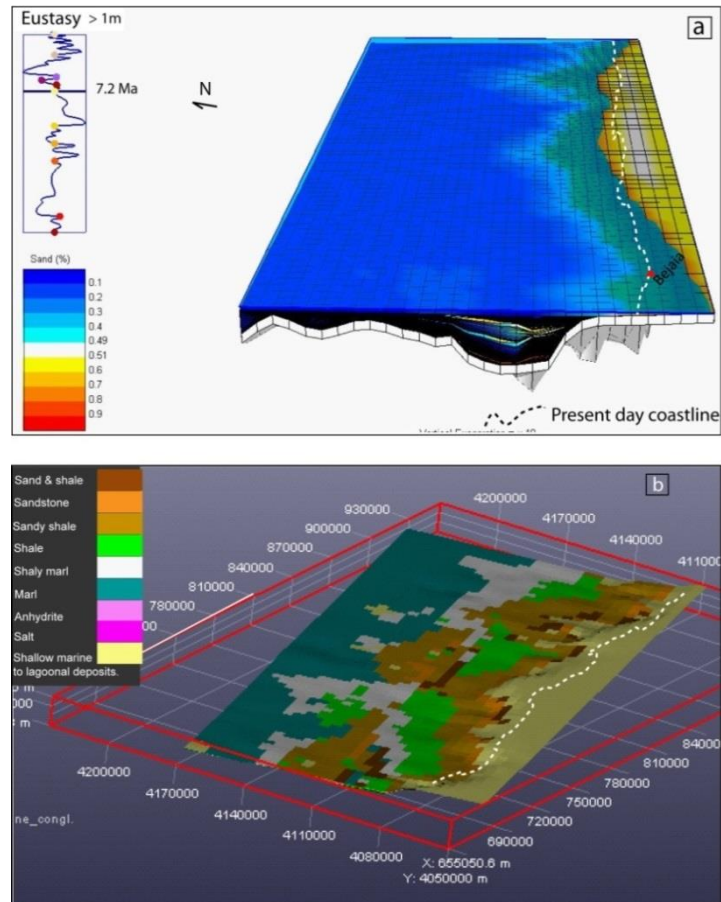 Eustasy > 1m
a
7.2 Ma
N
Sand (%)
0.1
0.2
0.3
0.4
0.49
0.51
0.6
0.7
0.8
0.9
Bejaia
Present day coastline
b
Sand & shale
Sandstone
Sandy shale
Shale
Shaly marl
Marl
Anhydrite
Salt
Shallow marine
to lagoonal deposits.
930000
900000
870000
840000
810000
780000
4200000
4170000
4140000
411000
4200000
4170000
4140000
4110000
4080000
84000
810000
780000
750000
720000
690000
X: 655050.6 m
Y: 4050000 m
ne_congl.